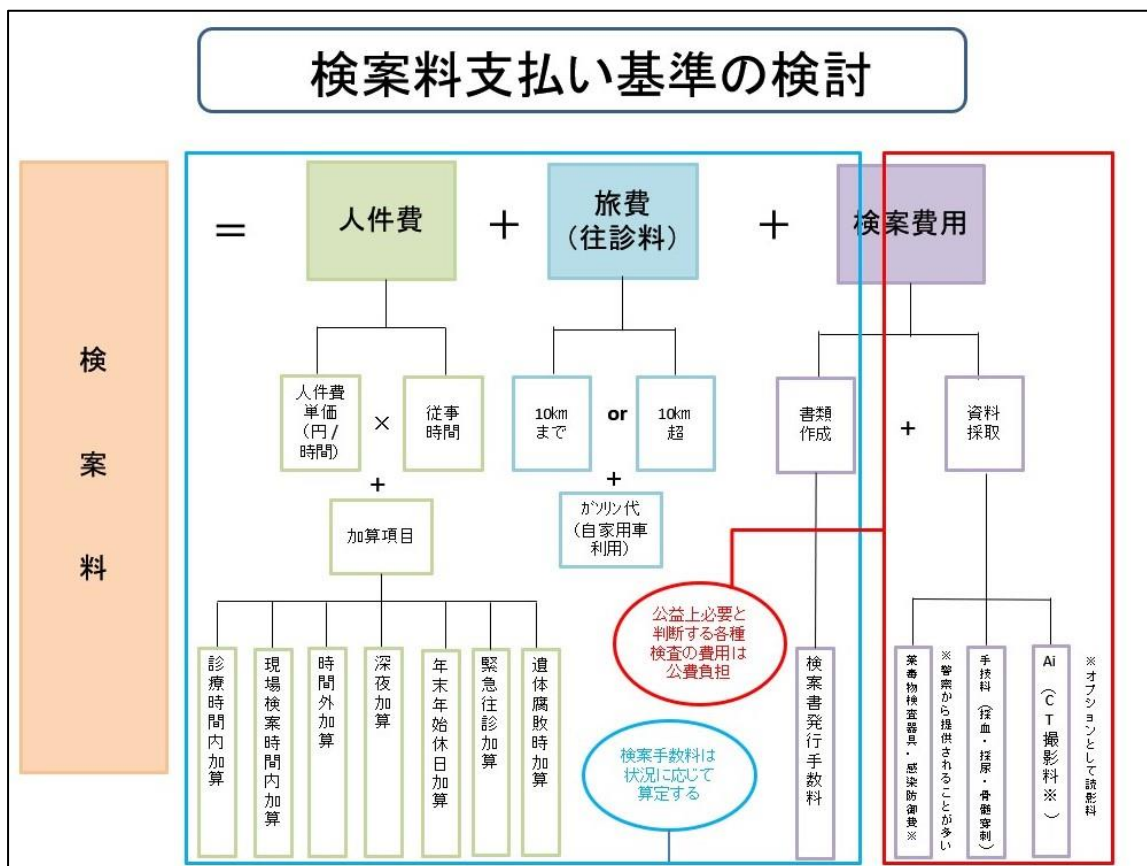 検案料支払い基準の検討
検案料
=
人件費
+
旅費
(往診料)
+
検案費用
人件費
単価
(円/
時間)
×
従事
時間
+
加算項目
診療時間内加算
現場検案時間内加算
時間外加算
深夜加算
年末年始休日加算
緊急往診加算
遺体腐敗時加算
10km
まで
or
10km
超
+
ガソリン代
(自家用車
利用)
書類
作成
+
資料
採取
検案書発行手数料
薬毒物検査器具・感染防御費※
※警察から提供されることが多い
手技料(採血・採尿・骨髄穿刺)
Ai(CT撮影料※)
※オプションとして読影料
公益上必要と
判断する各種
検査の費用は
公費負担
検案手数料は
状況に応じて
算定する